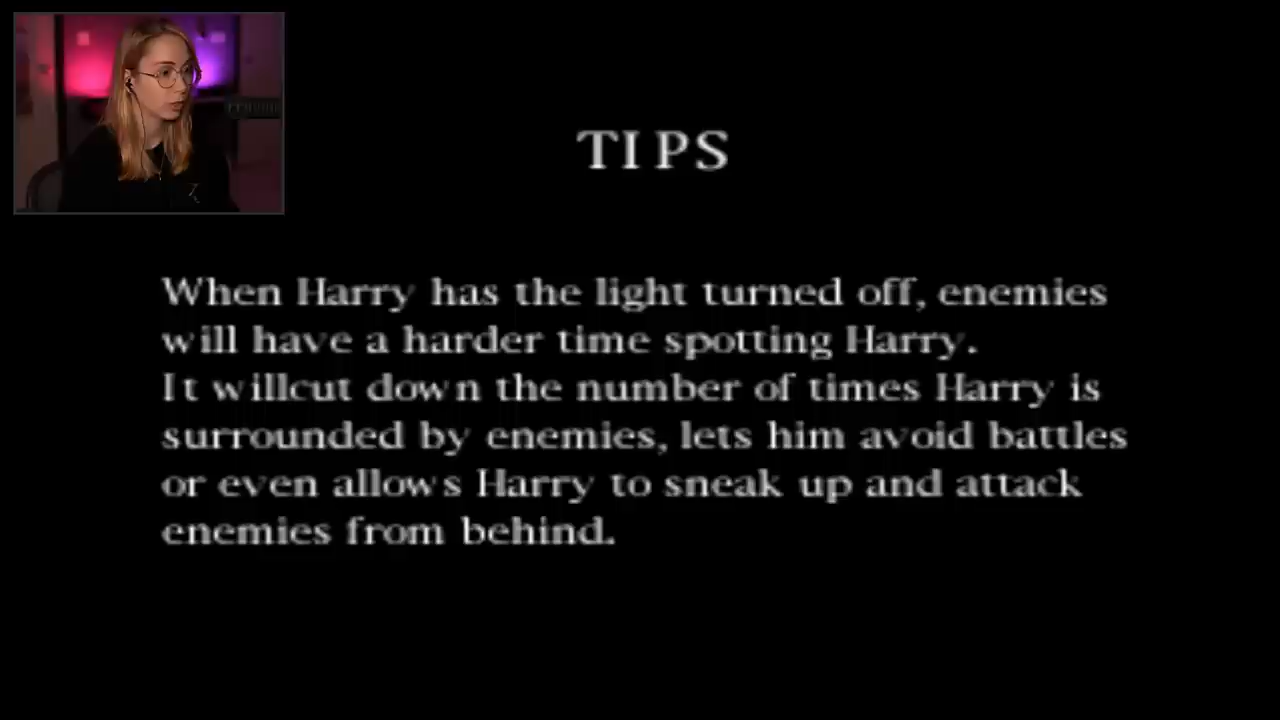 TIPS
When Harry has the light turned off, enemies
will have a harder time spotting Harry.
It willcut down the number of times Harry is
surrounded by enemies, lets him avoid battles
or even allows Harry to sneak up and attack
enemies from behind.